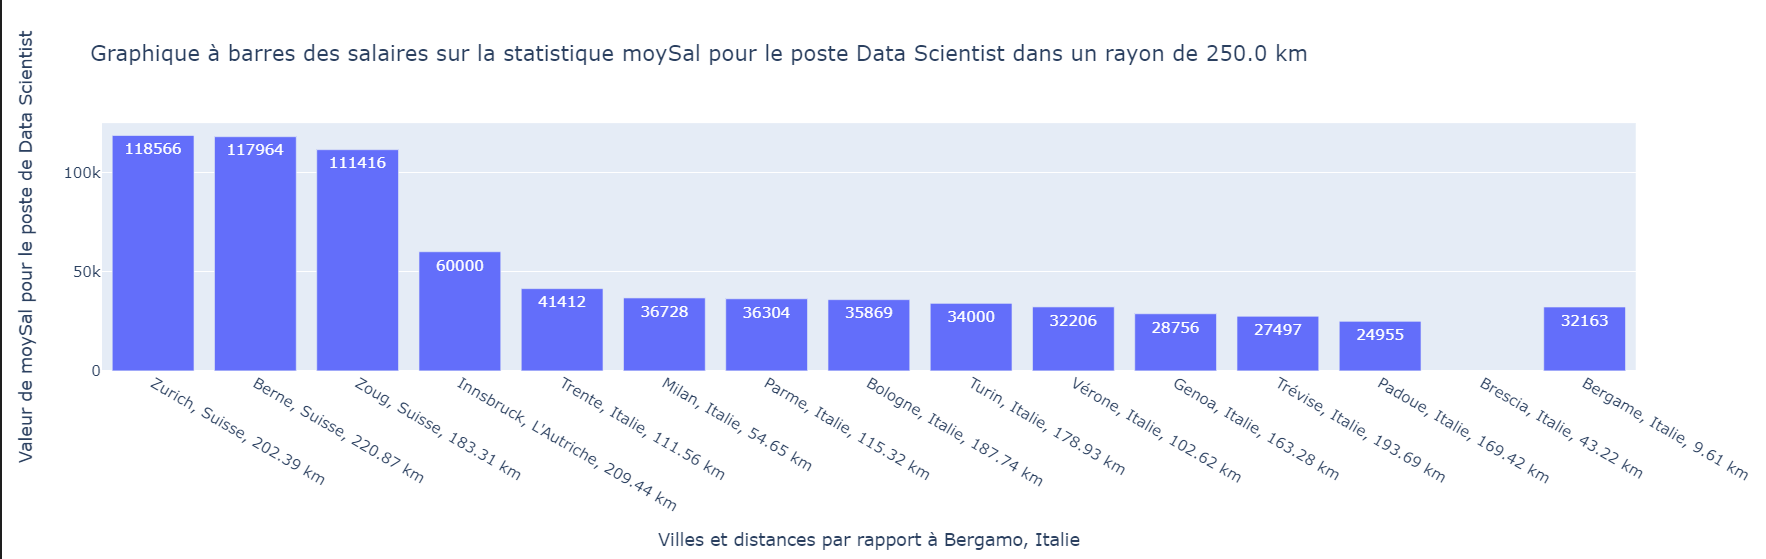 Graphique à barres des salaires sur la statistique moySal pour le poste Data Scientist dans un rayon de 250.0 km
Valeur de moySal pour le poste de Data Scientist
100k
50k
0
118566
117964
111416
60000
41412
36728
36304
35869
34000
32206
28756
27497
24955
32163
Zurich, Suisse, 202.39 km
Berne, Suisse, 220.87 km
Zoug, Suisse, 183.31 km
Innsbruck, L'Autriche, 209.44 km
Trente, Italie, 111.56 km
Milan, Italie, 54.65 km
Parme, Italie, 115.32 km
Bologne, Italie, 187.74 km
Turin, Italie, 178.93 km
Vérone, Italie, 102.62 km
Genoa, Italie, 163.28 km
Trévise, Italie, 193.69 km
Padoue, Italie, 169.42 km
Brescia, Italie, 43.22 km
Bergame, Italie, 9.61 km
Villes et distances par rapport à Bergamo, Italie